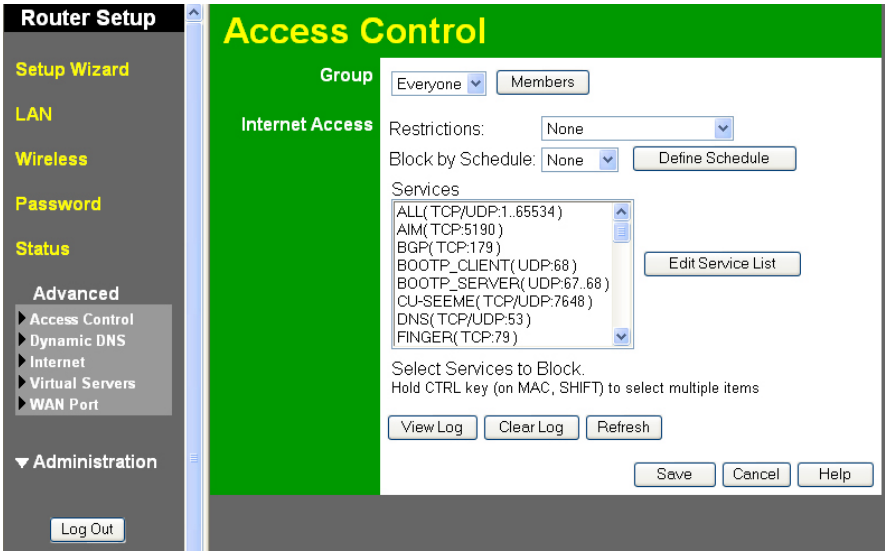 Router Setup
Setup Wizard
LAN
Wireless
Password
Status
Advanced
Access Control
Dynamic DNS
Internet
Virtual Servers
WAN Port
Administration
Log Out
Access Control
Group
Everyone
Members
Internet Access
Restrictions:
None
Block by Schedule:
None
Define Schedule
Services
ALL(TCP/UDP:1..65534)
AIM(TCP:5190)
BGP(TCP:179)
BOOTP_CLIENT(UDP:68)
BOOTP_SERVER(UDP:67..68)
CU-SEEME(TCP/UDP:7648)
DNS(TCP/UDP:53)
FINGER(TCP:79)
Edit Service List
Select Services to Block.
Hold CTRL key (on MAC, SHIFT) to select multiple items
View Log
Clear Log
Refresh
Save
Cancel
Help